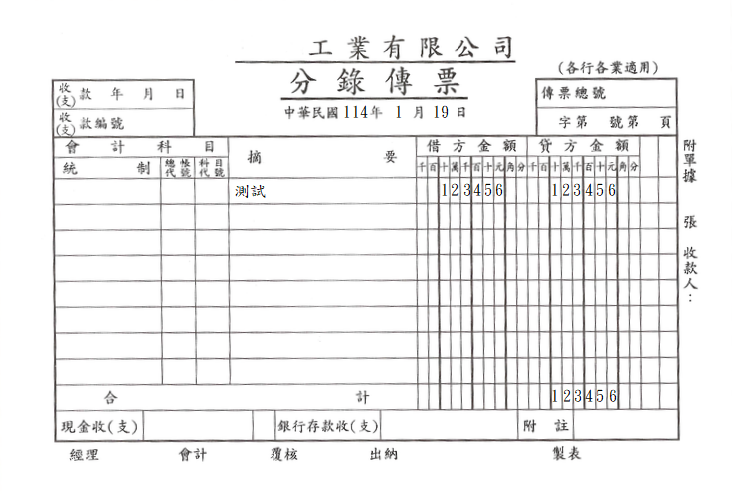 工業有限公司
分錄傳票
(各行各業適用)
收(支)款 年 月 日
收(支)款編號
中華民國 114年 1 月 19 日
傳票總號
字第 號第 頁
會計科目
統制
總帳代號
科目代號
摘要
借方金額
千百十萬千百十元角分
貸方金額
千百十萬千百十元角分
測試 123456 123456
合計 123456
現金收(支)
銀行存款收(支)
附註
經理 會計 覆核 出納 製表
附單據 張 收款人：